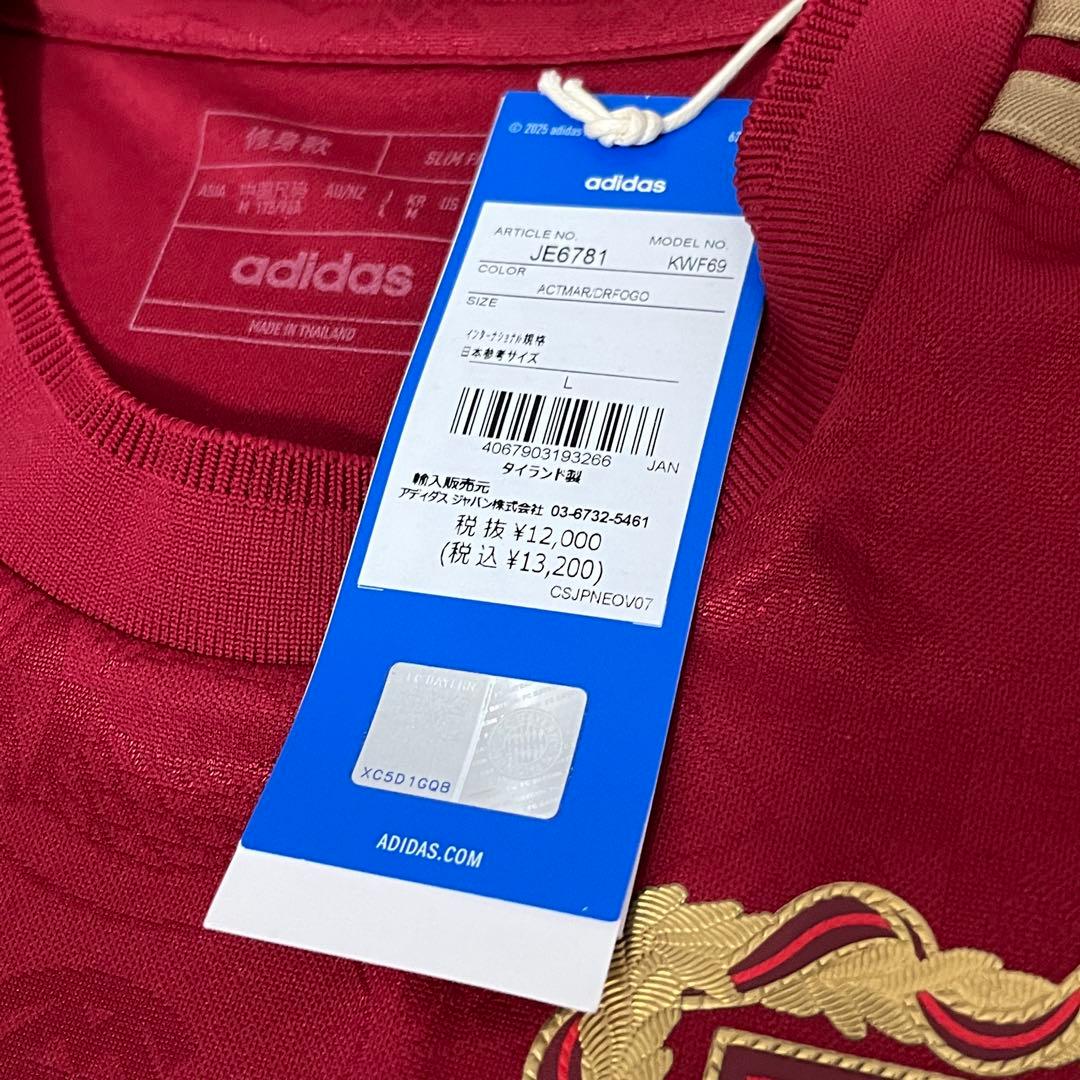 修身款
SLIM F
ASIA
AU/NZ
J
L
KR
M
US
adidas
MADE IN THAILAND
© 2025 adidas
adidas
ARTICLE NO.
MODEL NO.
JE6781
KWF69
COLOR
ACTMAR/DRFOGO
SIZE
インターナショナル規格
日本参考サイズ
L
4067903193266
JAN
タイランド製
輸入販売元
アディダス ジャパン株式会社 03-6732-5461
税抜 ¥12,000
(税込 ¥13,200)
CSJPNEOV07
FC BAYERN
XC5D1GQB
ADIDAS.COM